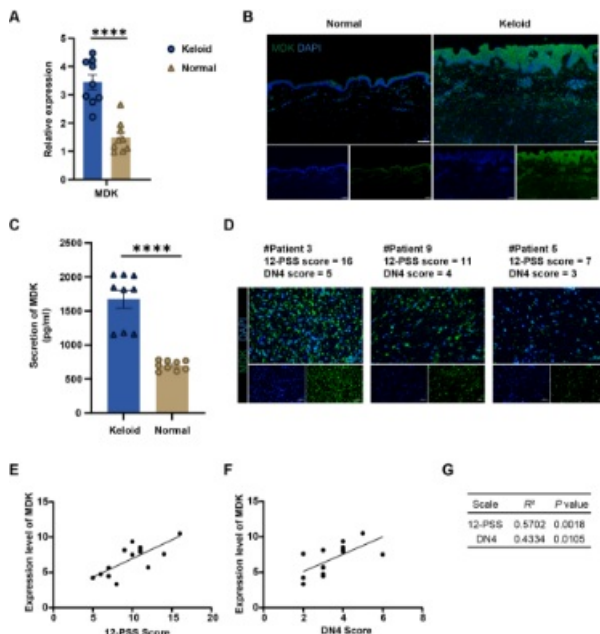 A
****
Keloid
Normal
Relative expression
5
4
3
2
1
0
MDK
B
Normal
Keloid
MDK DAPI
C
****
Secretion of MDK
(pg/ml)
2500
2000
1500
1000
500
0
Keloid
Normal
D
#Patient 3
12-PSS score = 16
DN4 score = 5
#Patient 9
12-PSS score = 11
DN4 score = 4
#Patient 5
12-PSS score = 7
DN4 score = 3
MDK DAPI
E
Expression level of MDK
15
10
5
0
0 5 10 15 20
12-PSS Score
F
Expression level of MDK
15
10
5
0
0 2 4 6 8
DN4 Score
G
Scale R² P value
12-PSS 0.5702 0.0018
DN4 0.4334 0.0105